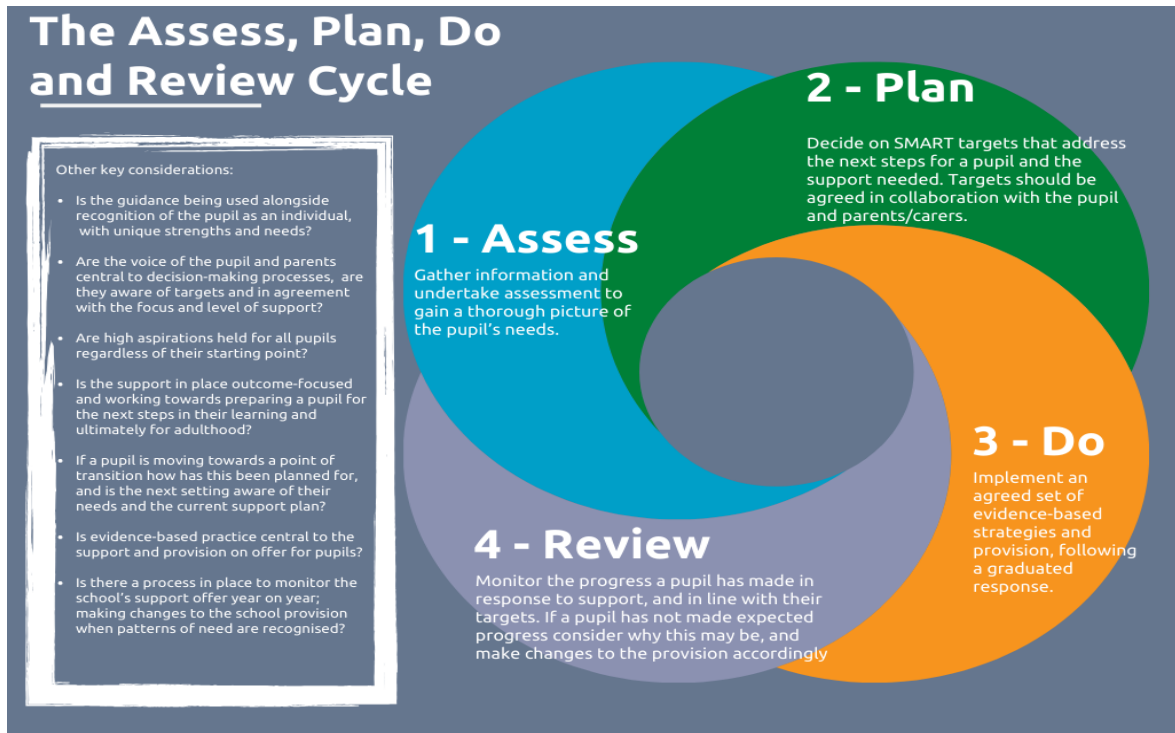 The Assess, Plan, Do
and Review Cycle
Other key considerations:
• Is the guidance being used alongside
recognition of the pupil as an individual,
with unique strengths and needs?
• Are the voice of the pupil and parents
central to decision-making processes, are
they aware of targets and in agreement
with the focus and level of support?
• Are high aspirations held for all pupils
regardless of their starting point?
• Is the support in place outcome-focused
and working towards preparing a pupil for
the next steps in their learning and
ultimately for adulthood?
• If a pupil is moving towards a point of
transition how has this been planned for,
and is the next setting aware of their
needs and the current support plan?
• Is evidence-based practice central to the
support and provision on offer for pupils?
• Is there a process in place to monitor the
school's support offer year on year;
making changes to the school provision
when patterns of need are recognised?
1 - Assess
Gather information and
undertake assessment to
gain a thorough picture of
the pupil's needs.
2 - Plan
Decide on SMART targets that address
the next steps for a pupil and the
support needed. Targets should be
agreed in collaboration with the pupil
and parents/carers.
3 - Do
Implement an
agreed set of
evidence-based
strategies and
provision, following
a graduated
response.
4 - Review
Monitor the progress a pupil has made in
response to support, and in line with their
targets. If a pupil has not made expected
progress consider why this may be, and
make changes to the provision accordingly